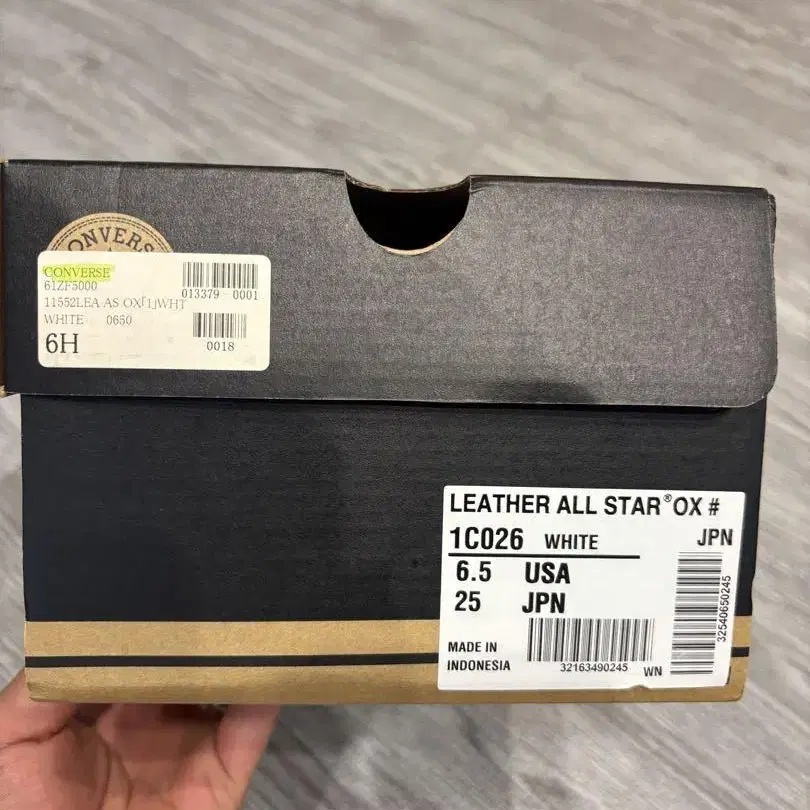 CONVERS
CONVERSE
61ZF5000
013379 0001
11552LEA AS OX「1」WHT
WHITE 0650
6H
0018
LEATHER ALL STAR® OX #
1C026 WHITE JPN
6.5 USA
25 JPN
MADE IN
INDONESIA
32163490245
WN
32540650245